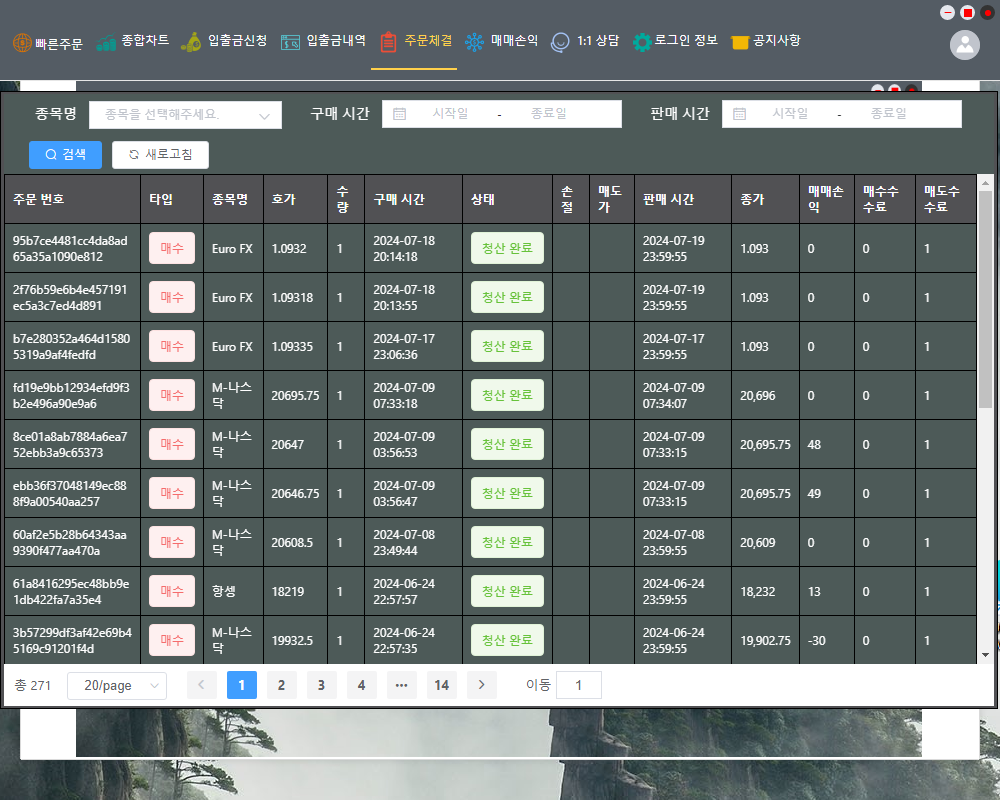 빠른주문 종합차트 입출금신청 입출금내역 주문체결 매매손익 1:1 상담 로그인 정보 공지사항
종목명 종목을 선택해주세요. 구매 시간 시작일 - 종료일 판매 시간 시작일 - 종료일
검색 새로고침
주문 번호 타입 종목명 호가 수량 구매 시간 상태 손절 매도가 판매 시간 종가 매매손익 매수수수료 매도수수료
95b7ce4481cc4da8ad65a35a1090e812 매수 Euro FX 1.0932 1 2024-07-18 20:14:18 청산 완료 2024-07-19 23:59:55 1.093 0 0 1
2f76b59e6b4e457191ec5a3c7ed4d891 매수 Euro FX 1.09318 1 2024-07-18 20:13:55 청산 완료 2024-07-19 23:59:55 1.093 0 0 1
b7e280352a464d15805319a9af4fedfd 매수 Euro FX 1.09335 1 2024-07-17 23:06:36 청산 완료 2024-07-17 23:59:55 1.093 0 0 1
fd19e9bb12934efd9f3b2e496a90e9a6 매수 M-나스닥 20695.75 1 2024-07-09 07:33:18 청산 완료 2024-07-09 07:34:07 20,696 0 0 1
8ce01a8ab7884a6ea752ebb3a9c65373 매수 M-나스닥 20647 1 2024-07-09 03:56:53 청산 완료 2024-07-09 07:33:15 20,695.75 48 0 1
ebb36f37048149ec888f9a00540aa257 매수 M-나스닥 20646.75 1 2024-07-09 03:56:47 청산 완료 2024-07-09 07:33:15 20,695.75 49 0 1
60af2e5b28b64343aa9390f477aa470a 매수 M-나스닥 20608.5 1 2024-07-08 23:49:44 청산 완료 2024-07-08 23:59:55 20,609 0 0 1
61a8416295ec48bb9e1db422fa7a35e4 매수 항셍 18219 1 2024-06-24 22:57:57 청산 완료 2024-06-24 23:59:55 18,232 13 0 1
3b57299df3af42e69b45169c91201f4d 매수 M-나스닥 19932.5 1 2024-06-24 22:57:35 청산 완료 2024-06-24 23:59:55 19,902.75 -30 0 1
총 271 20/page 1 2 3 4 ... 14 이동 1